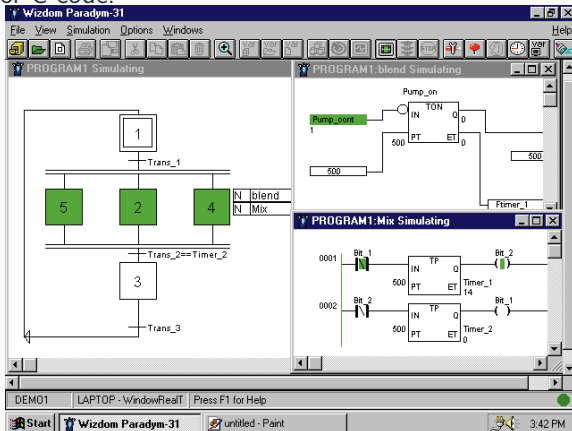 or C code.
Wizdom Paradym-31
File View Simulation Options Windows Help
PROGRAM1 Simulating
1
Trans_1
5 2 4
N blend
N Mix
Trans_2==Timer_2
3
Trans_3
PROGRAM1:blend Simulating
Pump_on
TON
Pump_cont IN Q 0
1
500 PT ET 0
500
500
Ftimer_1
PROGRAM1:Mix Simulating
0001 Bit_1 TP Bit_2
IN Q
500 PT ET Timer_1
14
0002 Bit_2 TP Bit_1
IN Q
500 PT ET Timer_2
0
DEMO1 LAPTOP - WindowRealT Press F1 for Help
Start Wizdom Paradym-31 untitled - Paint 3:42 PM